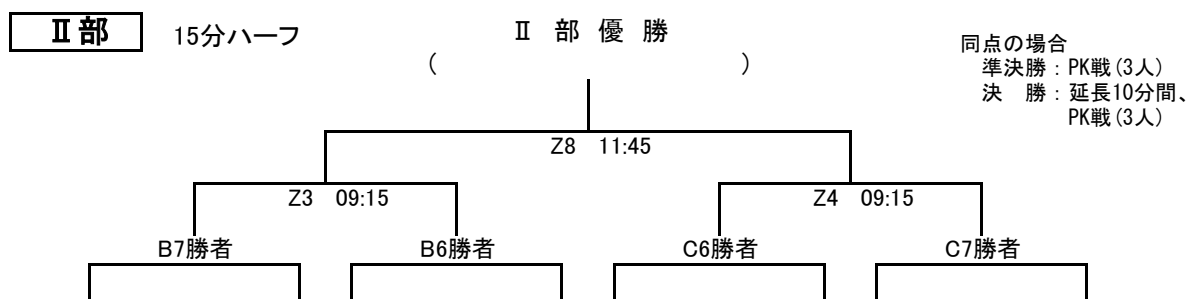 Ⅱ部 15分ハーフ
Ⅱ 部 優 勝
( )
同点の場合
準決勝：PK戦(3人)
決 勝：延長10分間、
PK戦(3人)
Z8 11:45
Z3 09:15 Z4 09:15
B7勝者 B6勝者 C6勝者 C7勝者